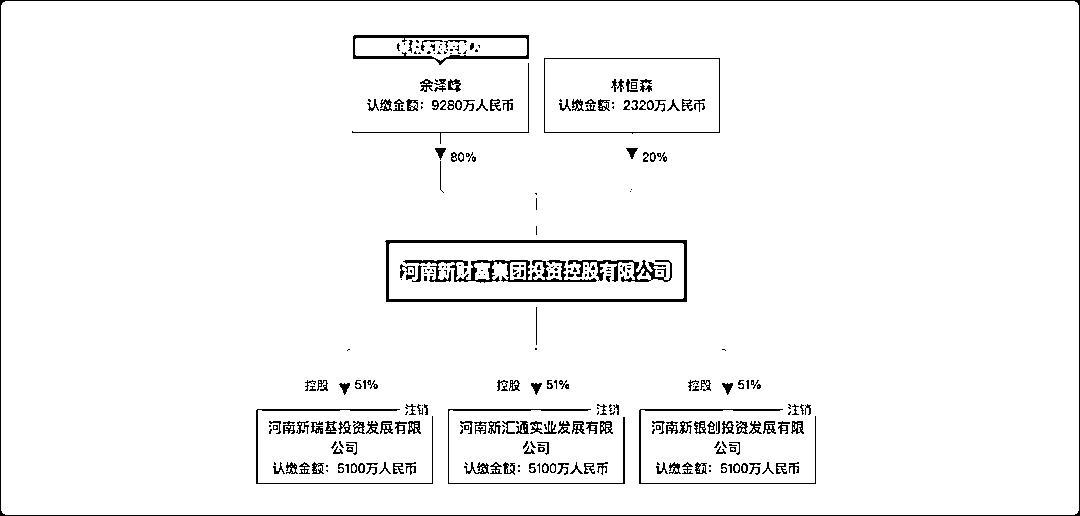 疑似实际控制人
余泽峰
认缴金额：9280万人民币
林恒森
认缴金额：2320万人民币
80%
20%
河南新财富集团投资控股有限公司
控股 51%
控股 51%
控股 51%
注销
注销
注销
河南新瑞基投资发展有限
公司
认缴金额：5100万人民币
河南新汇通实业发展有限
公司
认缴金额：5100万人民币
河南新银创投资发展有限
公司
认缴金额：5100万人民币